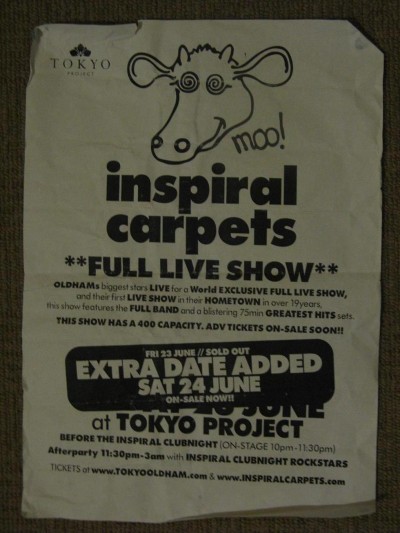 TOKYO
PROJECT
moo!
inspiral
carpets
**FULL LIVE SHOW**
OLDHAMs biggest stars LIVE for a World EXCLUSIVE FULL LIVE SHOW,
and their first LIVE SHOW in their HOMETOWN in over 19years,
this show features the FULL BAND and a blistering 75min GREATEST HITS sets.
THIS SHOW HAS A 400 CAPACITY. ADV TICKETS ON-SALE SOON!!
FRI 23 JUNE // SOLD OUT
EXTRA DATE ADDED
SAT 24 JUNE
ON-SALE NOW!!
JUNE
at TOKYO PROJECT
BEFORE THE INSPIRAL CLUBNIGHT (ON-STAGE 10pm-11:30pm)
Afterparty 11:30pm-3am with INSPIRAL CLUBNIGHT ROCKSTARS
TICKETS at www.TOKYOOLDHAM.com & www.INSPIRALCARPETS.com